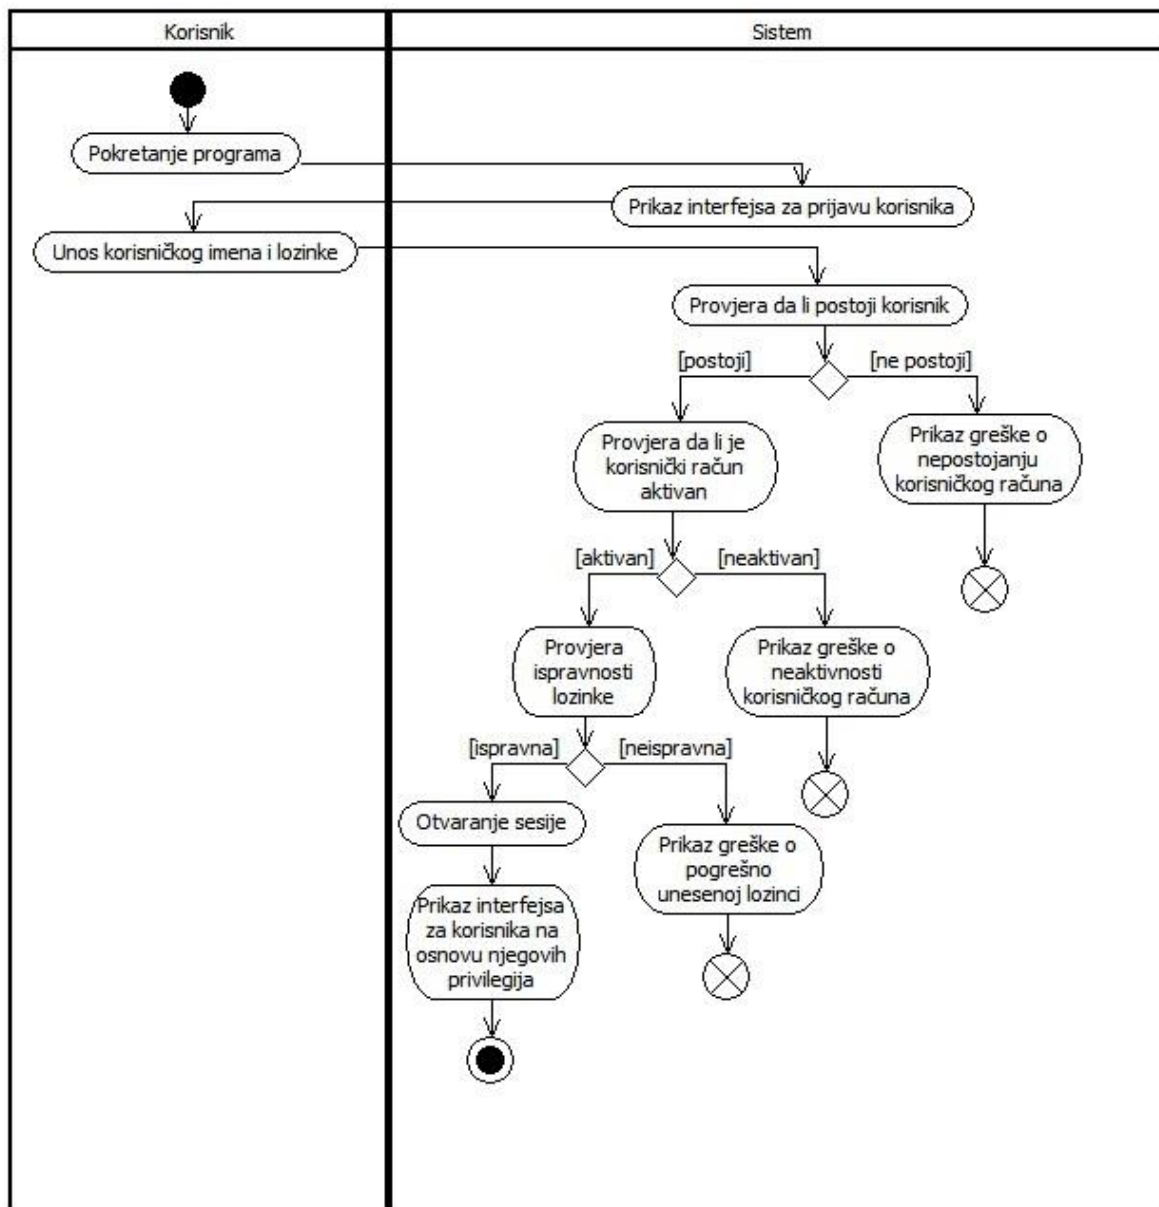 Korisnik
Sistem
Pokretanje programa
Prikaz interfejsa za prijavu korisnika
Unos korisničkog imena i lozinke
Provjera da li postoji korisnik
[postoji]
[ne postoji]
Provjera da li je
korisnički račun
aktivan
Prikaz greške o
nepostojanju
korisničkog računa
[aktivan]
[neaktivan]
Provjera
ispravnosti
lozinke
Prikaz greške o
neaktivnosti
korisničkog računa
[ispravna]
[neispravna]
Otvaranje sesije
Prikaz greške o
pogrešno
unesenoj lozinci
Prikaz interfejsa
za korisnika na
osnovu njegovih
privilegija